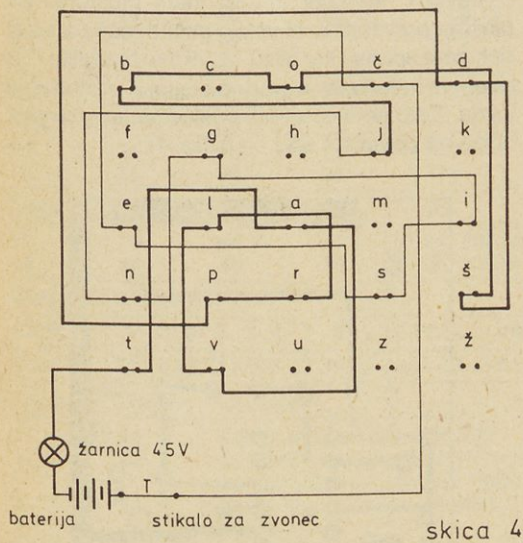 b c o č d
f g h j k
e l a m i
n p r s š
t v u z ž
žarnica 4'5V
T
baterija stikalo za zvonec
skica 4